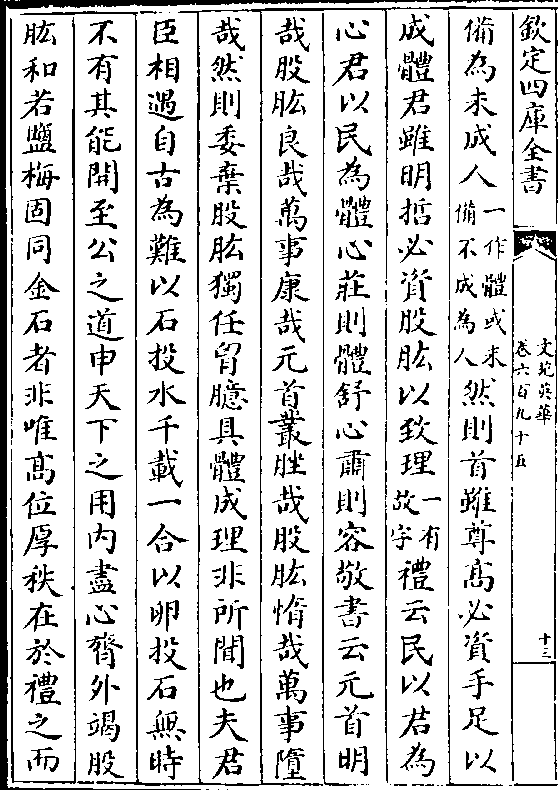 欽定四庫全書
文苑英華
卷六百九十五
十三
備為未成人一作體或未備不成為人然則首雖尊髙必資手足以
成體君雖明哲必資股肱以致理一有故字禮云民以君為
心君以民為體心莊則體舒心肅則容敬書云元首明
哉股肱良哉萬事康哉元首叢脞哉股肱惰哉萬事墮
哉然則委棄股肱獨任胷臆具體成理非所聞也夫君
臣相遇自古為難以石投水千載一合以卵投石無時
不有其能開至公之道申天下之用内盡心膂外竭股
肱和若鹽梅固同金石者非唯髙位厚秩在於禮之而